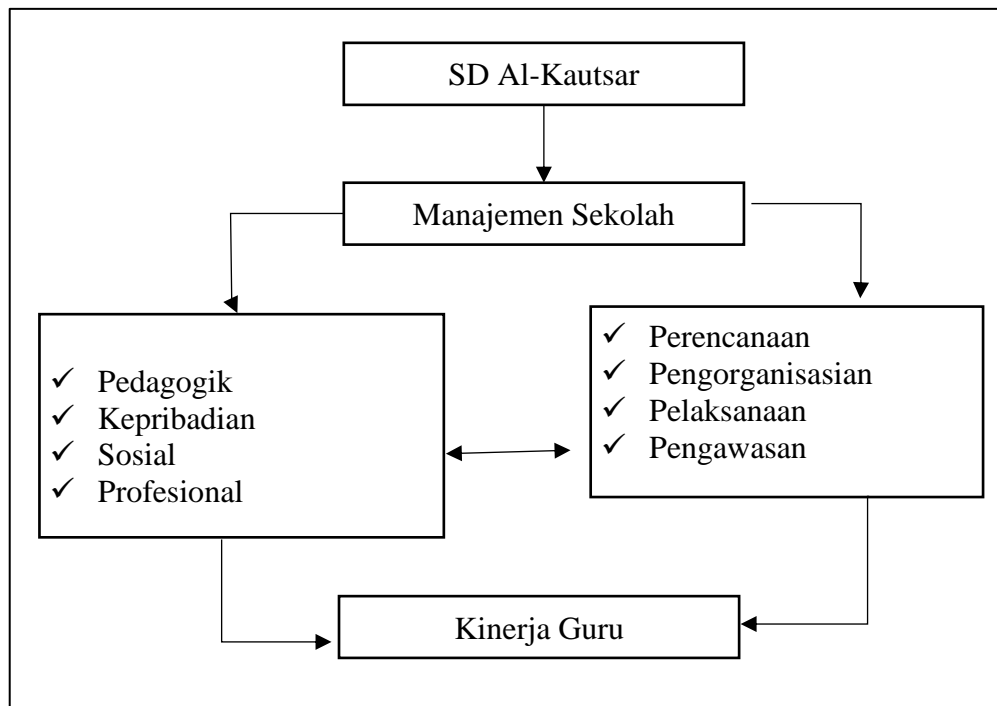 SD Al-Kautsar
Manajemen Sekolah
✓ Pedagogik
✓ Kepribadian
✓ Sosial
✓ Profesional
✓ Perencanaan
✓ Pengorganisasian
✓ Pelaksanaan
✓ Pengawasan
Kinerja Guru